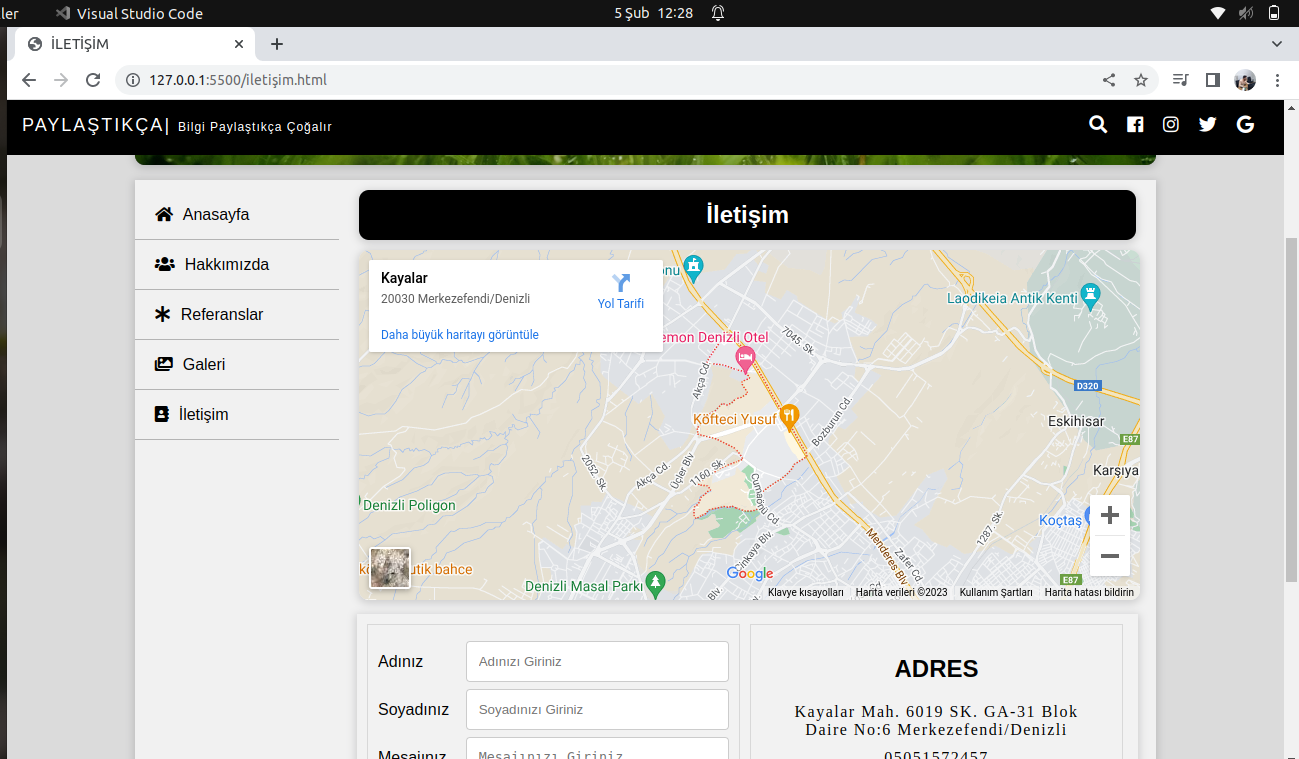 ler
Visual Studio Code
5 Şub 12:28
İLETİŞİM
127.0.0.1:5500/iletişim.html
PAYLAŞTIKÇA| Bilgi Paylaştıkça Çoğalır
Anasayfa
Hakkımızda
Referanslar
Galeri
İletişim
İletişim
Kayalar
20030 Merkezefendi/Denizli
Yol Tarifi
Daha büyük haritayı görüntüle
onu
Laodikeia Antik Kenti
emon Denizli Otel
7045. Sk.
Akça Cd.
D320
Köfteci Yusuf
Bozburun Cd.
Eskihisar
E87
Karşıya
2052. Sk.
Akça Cd.
Üçler Blv
1160. Sk.
Cumaönü Cd.
Denizli Poligon
Koçtaş
1287. Sk.
Menderes Blv
Zafer Cd.
Cinkaya Blv.
utik bahce
Google
E87
Denizli Masal Parkı
Blv.
Cd.
Klavye kısayolları
Harita verileri ©2023
Kullanım Şartları
Harita hatası bildirin
Adınız
Adınızı Giriniz
Soyadınız
Soyadınızı Giriniz
Mesajınız
Mesajınızı Giriniz
ADRES
Kayalar Mah. 6019 SK. GA-31 Blok
Daire No:6 Merkezefendi/Denizli
05051572457